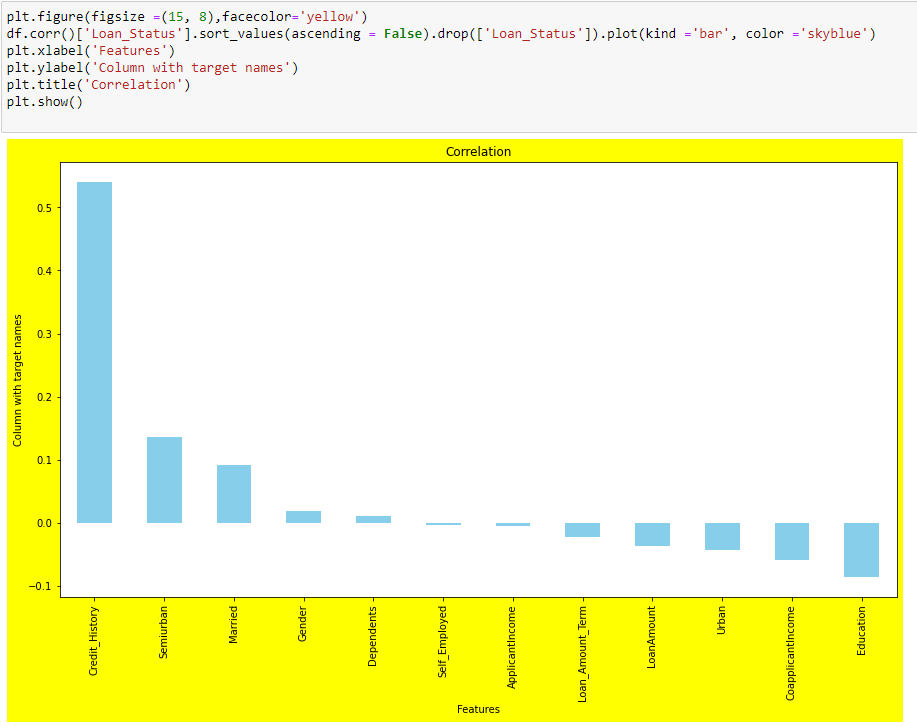 plt.figure(figsize =(15, 8),facecolor='yellow')
df.corr()['Loan_Status'].sort_values(ascending = False).drop(['Loan_Status']).plot(kind ='bar', color ='skyblue')
plt.xlabel('Features')
plt.ylabel('Column with target names')
plt.title('Correlation')
plt.show()
Correlation
0.5
0.4
0.3
0.2
0.1
0.0
−0.1
Column with target names
Credit_History
Semiurban
Married
Gender
Dependents
Self_Employed
ApplicantIncome
Loan_Amount_Term
LoanAmount
Urban
CoapplicantIncome
Education
Features